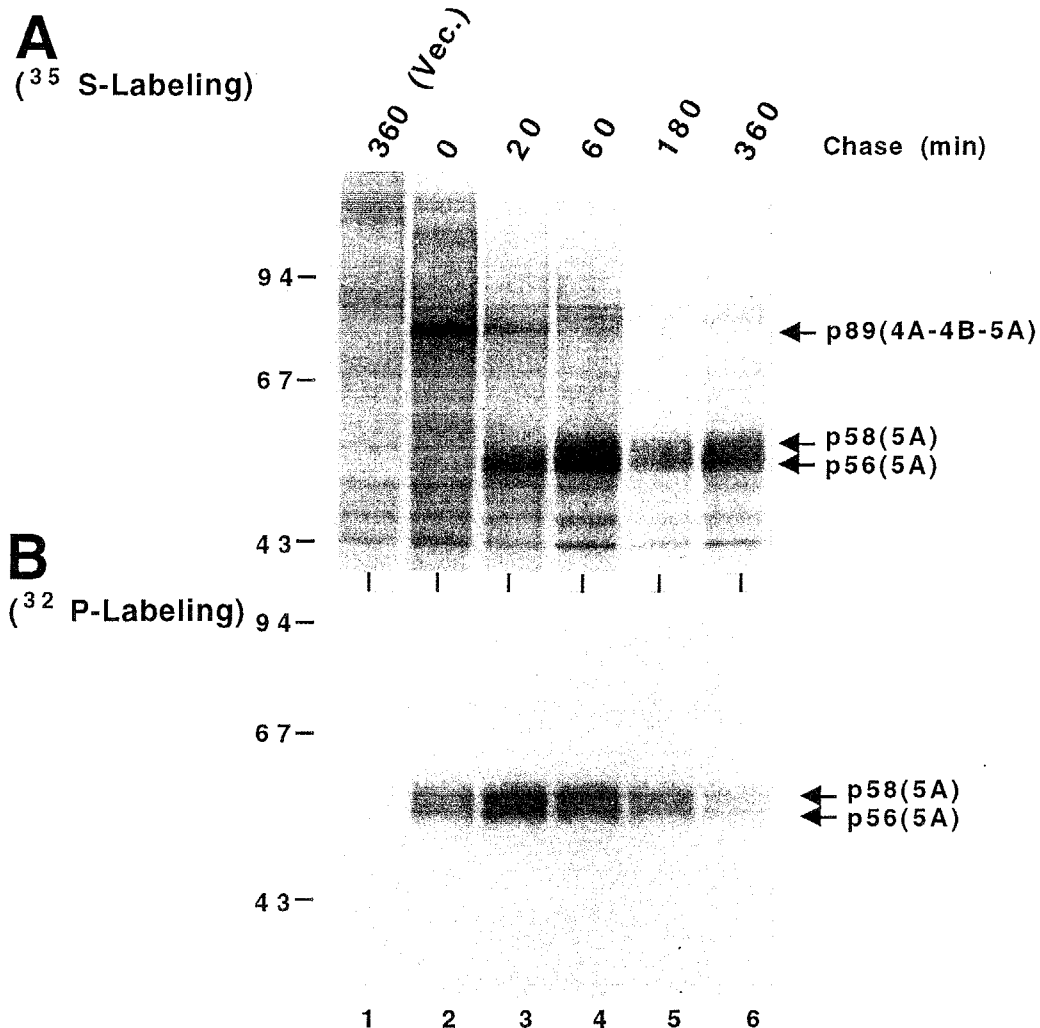 A
(35 S-Labeling)
360 (Vec.)
0
20
60
180
360
Chase (min)
94
67
43
p89(4A-4B-5A)
p58(5A)
p56(5A)
B
(32 P-Labeling)
94
67
43
p58(5A)
p56(5A)
1 2 3 4 5 6